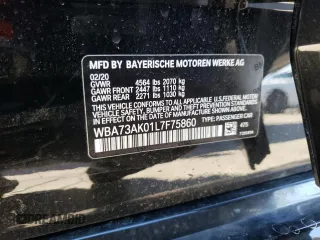 MFD BY BAYERISCHE MOTOREN WERKE AG
02/20
GVWR 4564 lbs 2070 kg
GAWR FRONT 2447 lbs 1110 kg
GAWR REAR 2271 lbs 1030 kg
THIS VEHICLE CONFORMS TO ALL APPLICABLE
FEDERAL MOTOR VEHICLE SAFETY, BUMPER,
AND THEFT PREVENTION STANDARDS IN EFFECT
ON THE DATE OF MANUFACTURE SHOWN ABOVE.
WBA73AK01L7F75860
TYPE: PASSENGER CAR
475
7F75860